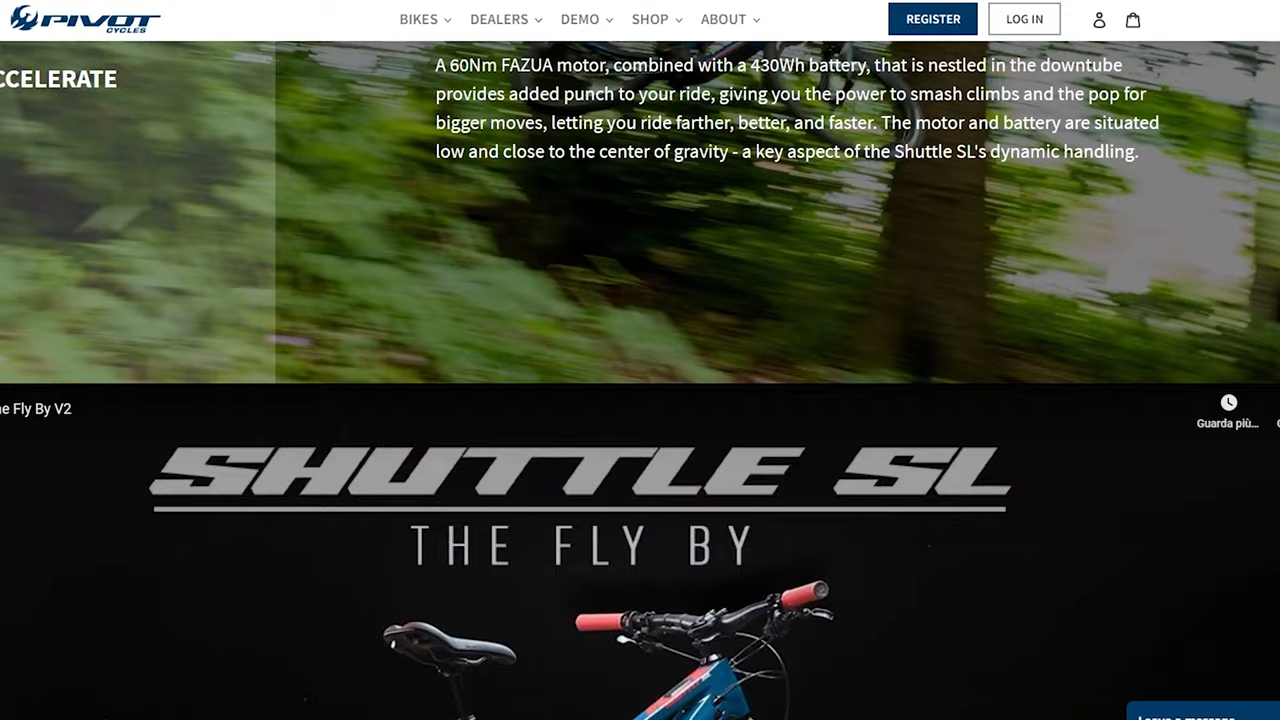 PIVOT
CYCLES
BIKES
DEALERS
DEMO
SHOP
ABOUT
REGISTER
LOG IN
CCELERATE
A 60Nm FAZUA motor, combined with a 430Wh battery, that is nestled in the downtube
provides added punch to your ride, giving you the power to smash climbs and the pop for
bigger moves, letting you ride farther, better, and faster. The motor and battery are situated
low and close to the center of gravity - a key aspect of the Shuttle SL's dynamic handling.
e Fly By V2
Guarda più...
SHUTTLE SL
THE FLY BY
Leave a message